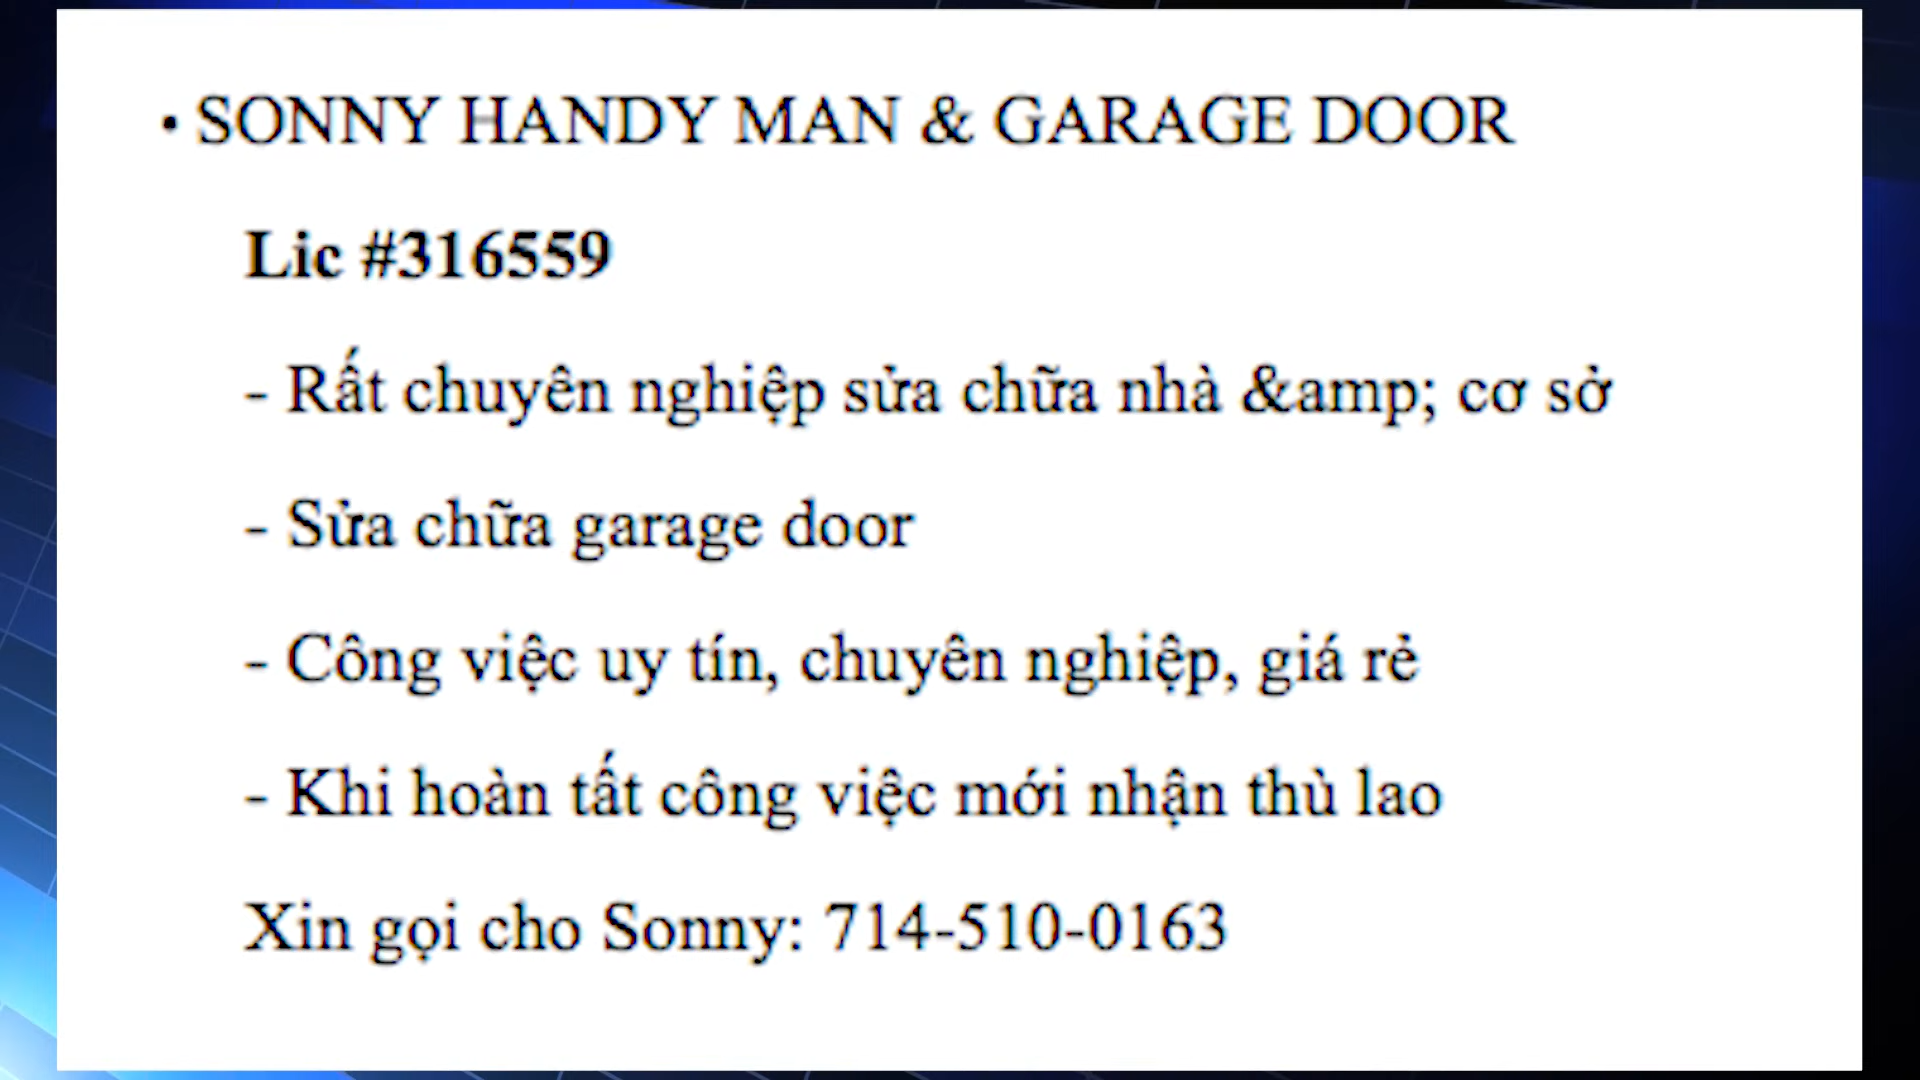 • SONNY HANDY MAN & GARAGE DOOR
Lic #316559
- Rất chuyên nghiệp sửa chữa nhà &amp; cơ sở
- Sửa chữa garage door
- Công việc uy tín, chuyên nghiệp, giá rẻ
- Khi hoàn tất công việc mới nhận thù lao
Xin gọi cho Sonny: 714-510-0163